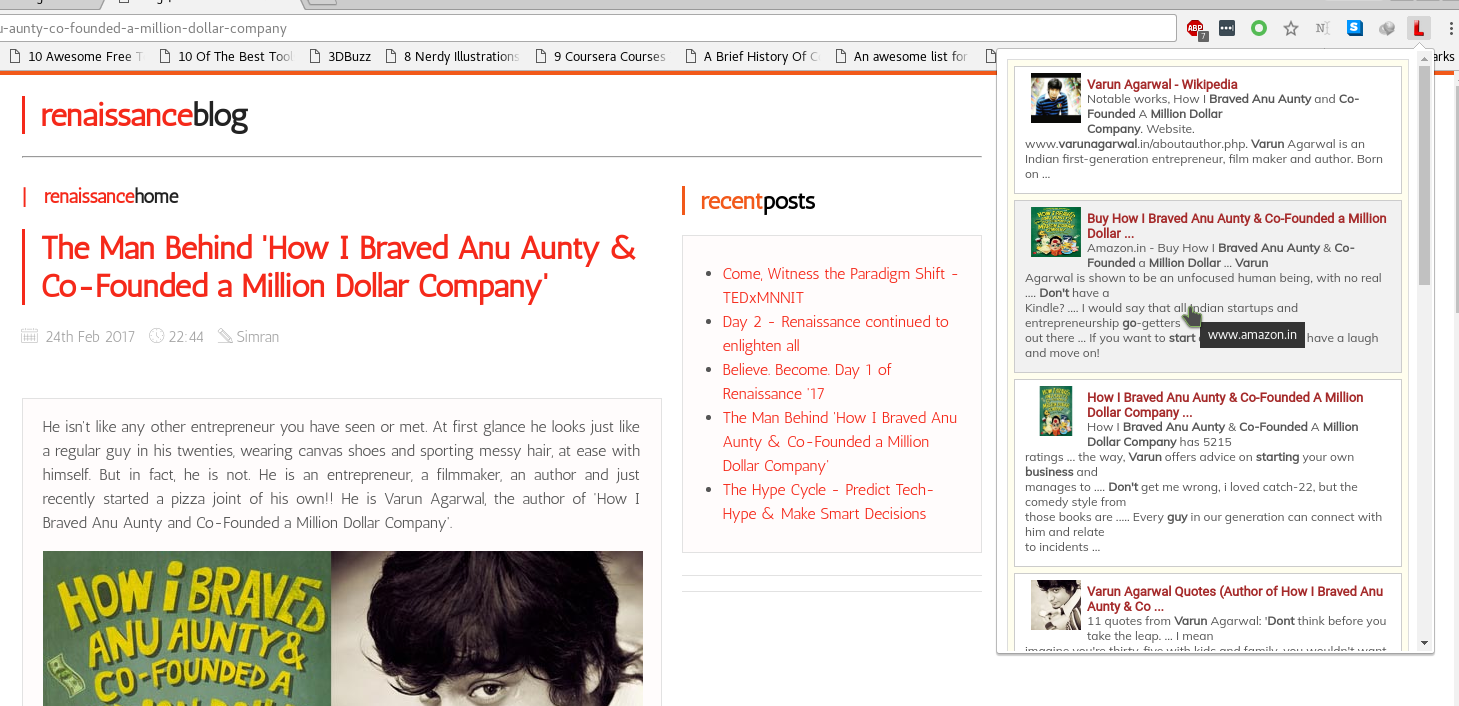 u-aunty-co-founded-a-million-dollar-company
ABP
7
N
S
L
10 Awesome Free T
10 Of The Best Tool
3DBuzz
8 Nerdy Illustrations
9 Coursera Courses
A Brief History Of C
An awesome list for
arks
renaissanceblog
renaissancehome
The Man Behind 'How I Braved Anu Aunty &
Co-Founded a Million Dollar Company'
24th Feb 2017 22:44 Simran
He isn't like any other entrepreneur you have seen or met. At first glance he looks just like
a regular guy in his twenties, wearing canvas shoes and sporting messy hair, at ease with
himself. But in fact, he is not. He is an entrepreneur, a filmmaker, an author and just
recently started a pizza joint of his own!! He is Varun Agarwal, the author of 'How I
Braved Anu Aunty and Co-Founded a Million Dollar Company'.
HOW i BRAVED
ANU AUNTY &
CO-FOUNDED A
recentposts
Come, Witness the Paradigm Shift -
TEDxMNNIT
Day 2 - Renaissance continued to
enlighten all
Believe. Become. Day 1 of
Renaissance '17
The Man Behind 'How I Braved Anu
Aunty & Co-Founded a Million
Dollar Company'
The Hype Cycle - Predict Tech-
Hype & Make Smart Decisions
Varun Agarwal - Wikipedia
Notable works, How I Braved Anu Aunty and Co-
Founded A Million Dollar
Company. Website.
www.varunagarwal.in/aboutauthor.php. Varun Agarwal is an
Indian first-generation entrepreneur, film maker and author. Born
on ...
Buy How I Braved Anu Aunty & Co-Founded a Million
Dollar ...
Amazon.in - Buy How I Braved Anu Aunty & Co-
Founded a Million Dollar ... Varun
Agarwal is shown to be an unfocused human being, with no real
.... Don't have a
Kindle? .... I would say that all Indian startups and
entrepreneurship go-getters
out there ... If you want to start have a laugh
and move on!
www.amazon.in
How I Braved Anu Aunty & Co-Founded A Million
Dollar Company ...
How I Braved Anu Aunty & Co-Founded A Million
Dollar Company has 5215
ratings ... the way, Varun offers advice on starting your own
business and
manages to .... Don't get me wrong, i loved catch-22, but the
comedy style from
those books are ..... Every guy in our generation can connect with
him and relate
to incidents ...
Varun Agarwal Quotes (Author of How I Braved Anu
Aunty & Co ...
11 quotes from Varun Agarwal: 'Dont think before you
take the leap. ... I mean
imagine you're thirty-five with kids and family, you wouldn't want